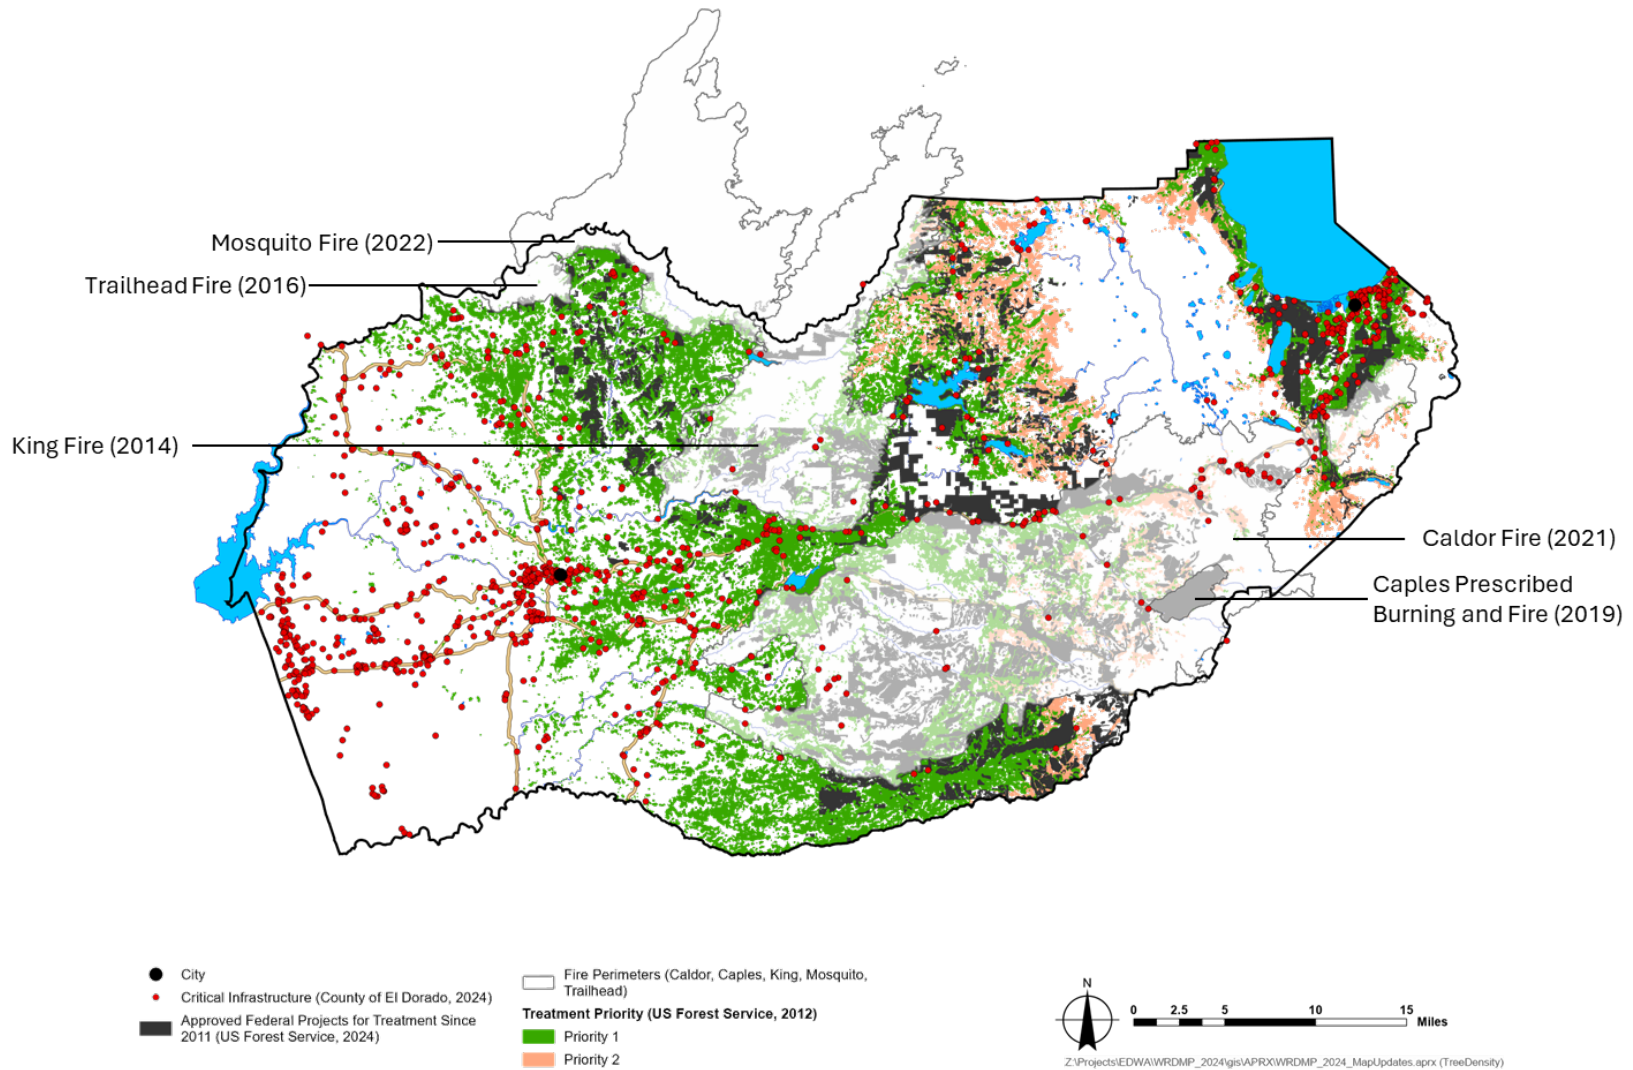 Mosquito Fire (2022)
Trailhead Fire (2016)
King Fire (2014)
Caldor Fire (2021)
Caples Prescribed
Burning and Fire (2019)
City
Critical Infrastructure (County of El Dorado, 2024)
Approved Federal Projects for Treatment Since
2011 (US Forest Service, 2024)
Fire Perimeters (Caldor, Caples, King, Mosquito,
Trailhead)
Treatment Priority (US Forest Service, 2012)
Priority 1
Priority 2
N
0 2.5 5 10 15
Miles
Z:\Projects\EDWA\WRDMP_2024\gis\APRX\WRDMP_2024_MapUpdates.aprx (TreeDensity)